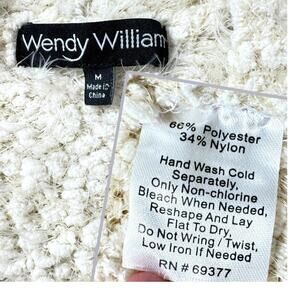 Wendy William
M
Made in
China
66% Polyester
34% Nylon
Hand Wash Cold
Separately,
Only Non-chlorine
Bleach When Needed,
Reshape And Lay
Flat To Dry,
Do Not Wring / Twist,
Low Iron If Needed
RN # 69377